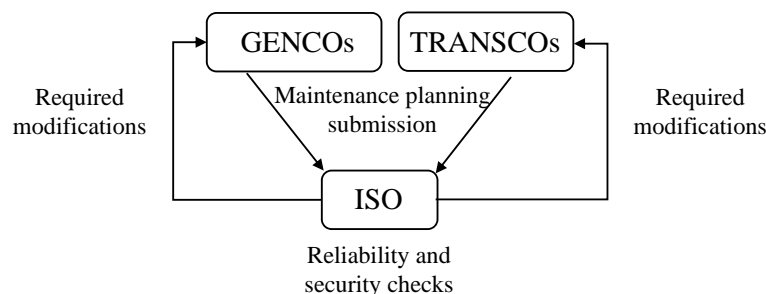 GENCOs
TRANSCOs
Required
modifications
Maintenance planning
submission
Required
modifications
ISO
Reliability and
security checks